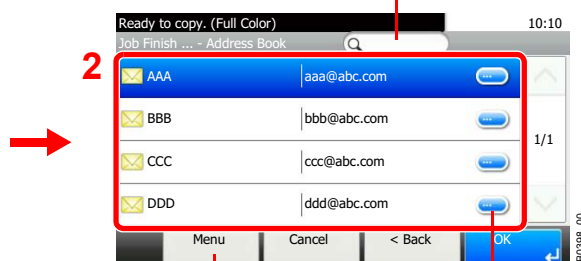 Ready to copy. (Full Color) 10:10
Job Finish ... - Address Book
2
AAA aaa@abc.com
BBB bbb@abc.com
1/1
CCC ccc@abc.com
DDD ddd@abc.com
Menu Cancel < Back OK